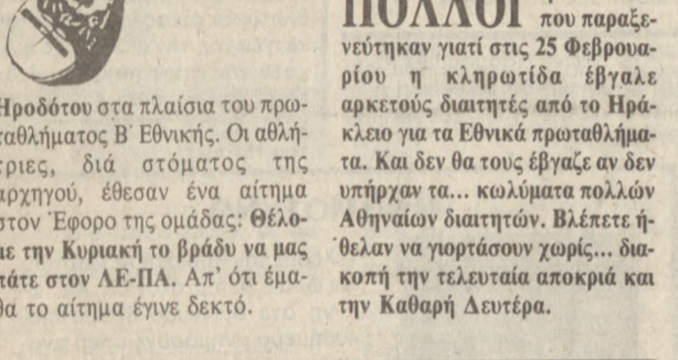 Ηροδότου στα πλαίσια του πρω-
ταθλήματος Β΄ Εθνικής. Οι αθλή-
τριες, διά στόματος της
αρχηγού, έθεσαν ένα αίτημα
στον Έφορο της ομάδας: Θέλο-
με την Κυριακή το βράδυ να μας
πάτε στον ΛΕ-ΠΑ. Απ' ότι έμα-
θα το αίτημα έγινε δεκτό.
ΠΟΛΛΟΙ που παραξε-
νεύτηκαν γιατί στις 25 Φεβρουα-
ρίου η κληρωτίδα έβγαλε
αρκετούς διαιτητές από το Ηρά-
κλειο για τα Εθνικά πρωταθλήμα-
τα. Και δεν θα τους έβγαζε αν δεν
υπήρχαν τα... κωλύματα πολλών
Αθηναίων διαιτητών. Βλέπετε ή-
θελαν να γιορτάσουν χωρίς... δια-
κοπή την τελευταία αποκριά και
την Καθαρή Δευτέρα.